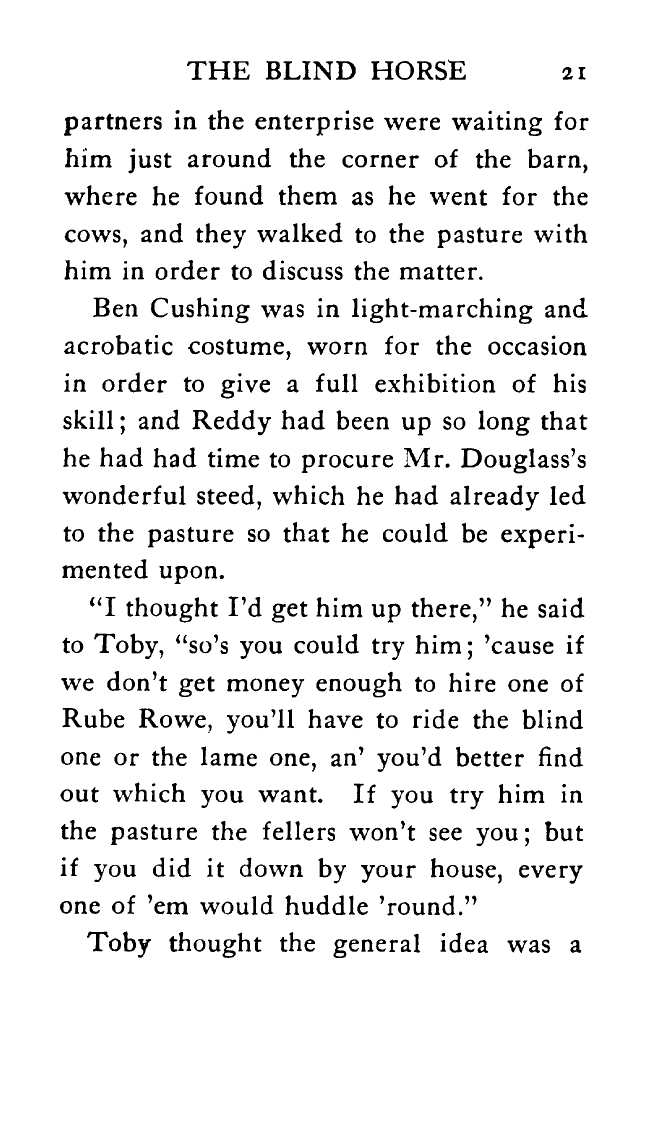 THE BLIND HORSE 21
partners in the enterprise were waiting for
him just around the corner of the barn,
where he found them as he went for the
cows, and they walked to the pasture with
him in order to discuss the matter.
Ben Cushing was in light-marching and
acrobatic costume, worn for the occasion
in order to give a full exhibition of his
skill; and Reddy had been up so long that
he had had time to procure Mr. Douglass's
wonderful steed, which he had already led
to the pasture so that he could be experi-
mented upon.
“I thought I'd get him up there,” he said
to Toby, “so's you could try him; 'cause if
we don't get money enough to hire one of
Rube Rowe, you'll have to ride the blind
one or the lame one, an' you'd better find
out which you want. If you try him in
the pasture the fellers won't see you; but
if you did it down by your house, every
one of 'em would huddle 'round.”
Toby thought the general idea was a